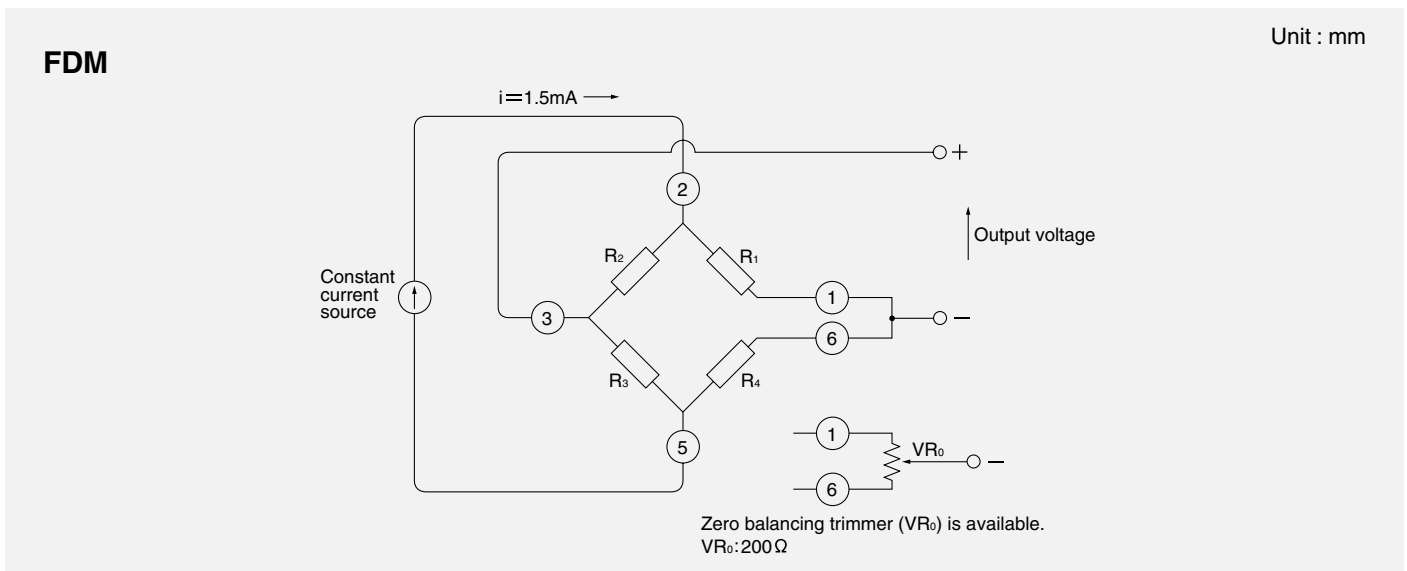 Unit : mm
FDM
i=1.5mA
+
2
Output voltage
R₂
R₁
Constant
current
source
1
3
−
6
R₃
R₄
1
5
VR₀
−
6
Zero balancing trimmer (VR₀) is available.
VR₀:200Ω